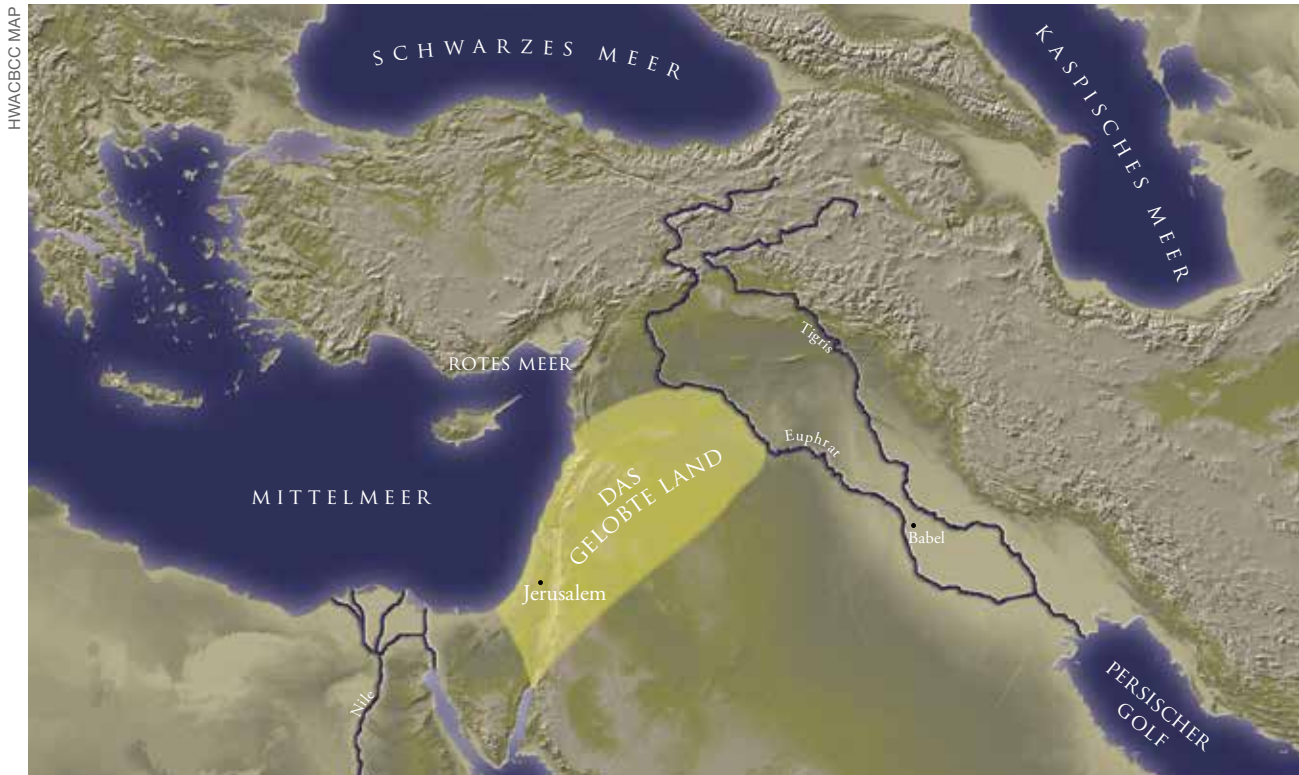 HWACBCC MAP
SCHWARZES MEER
KASPISCHES MEER
Tigris
ROTES MEER
Euphrat
DAS
GELOBTE LAND
MITTELMEER
Babel
Jerusalem
Nile
PERSISCHER
GOLF